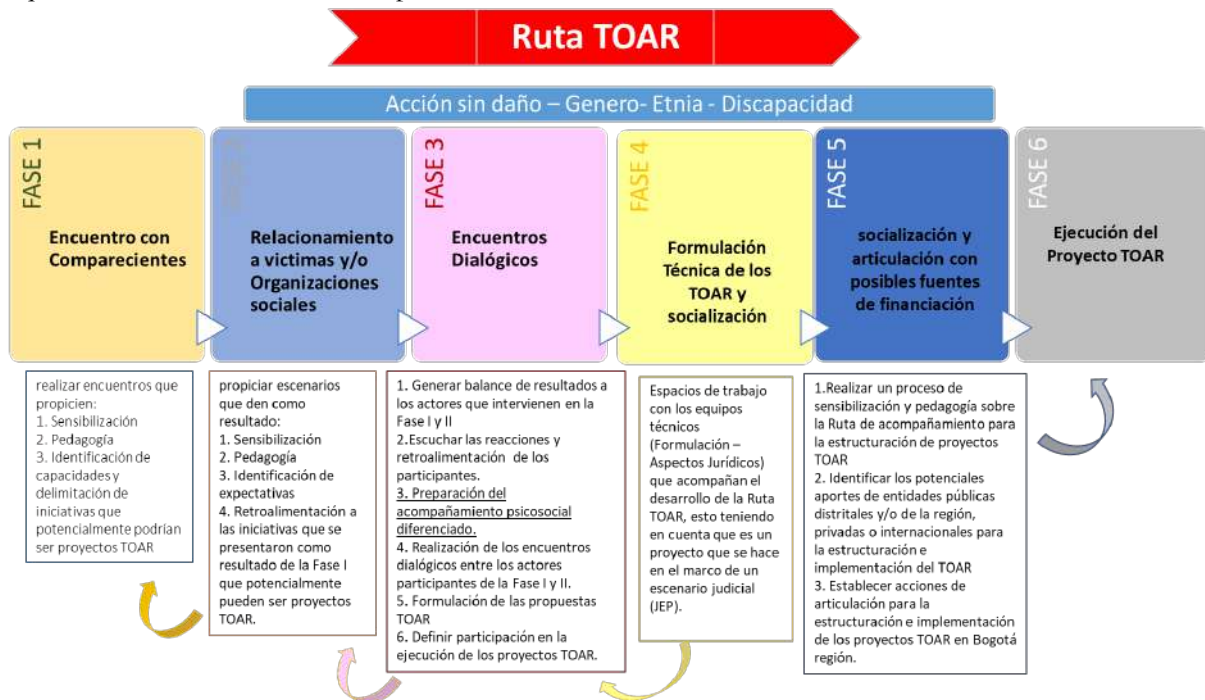 Ruta TOAR
Acción sin daño – Genero- Etnia - Discapacidad
FASE 1
Encuentro con
Comparecientes
Relacionamiento
a victimas y/o
Organizaciones
sociales
FASE 3
Encuentros
Dialógicos
FASE 4
Formulación
Técnica de los
TOAR y
socialización
FASE 5
socialización y
articulación con
posibles fuentes
de financiación
FASE 6
Ejecución del
Proyecto TOAR
realizar encuentros que
propicien:
1. Sensibilización
2. Pedagogía
3. Identificación de
capacidades y
delimitación de
iniciativas que
potencialmente podrían
ser proyectos TOAR
propiciar escenarios
que den como
resultado:
1. Sensibilización
2. Pedagogía
3. Identificación de
expectativas
4. Retroalimentación a
las iniciativas que se
presentaron como
resultado de la Fase I
que potencialmente
pueden ser proyectos
TOAR.
1. Generar balance de resultados a
los actores que intervienen en la
Fase I y II
2.Escuchar las reacciones y
retroalimentación de los
participantes.
3. Preparación del
acompañamiento psicosocial
diferenciado.
4. Realización de los encuentros
dialógicos entre los actores
participantes de la Fase I y II.
5. Formulación de las propuestas
TOAR
6. Definir participación en la
ejecución de los proyectos TOAR.
Espacios de trabajo
con los equipos
técnicos
(Formulación –
Aspectos Jurídicos)
que acompañan el
desarrollo de la Ruta
TOAR, esto teniendo
en cuenta que es un
proyecto que se hace
en el marco de un
escenario judicial
(JEP).
1.Realizar un proceso de
sensibilización y pedagogía sobre
la Ruta de acompañamiento para
la estructuración de proyectos
TOAR
2. Identificar los potenciales
aportes de entidades públicas
distritales y/o de la región,
privadas o internacionales para
la estructuración e
implementación del TOAR
3. Establecer acciones de
articulación para la
estructuración e implementación
de los proyectos TOAR en Bogotá
región.